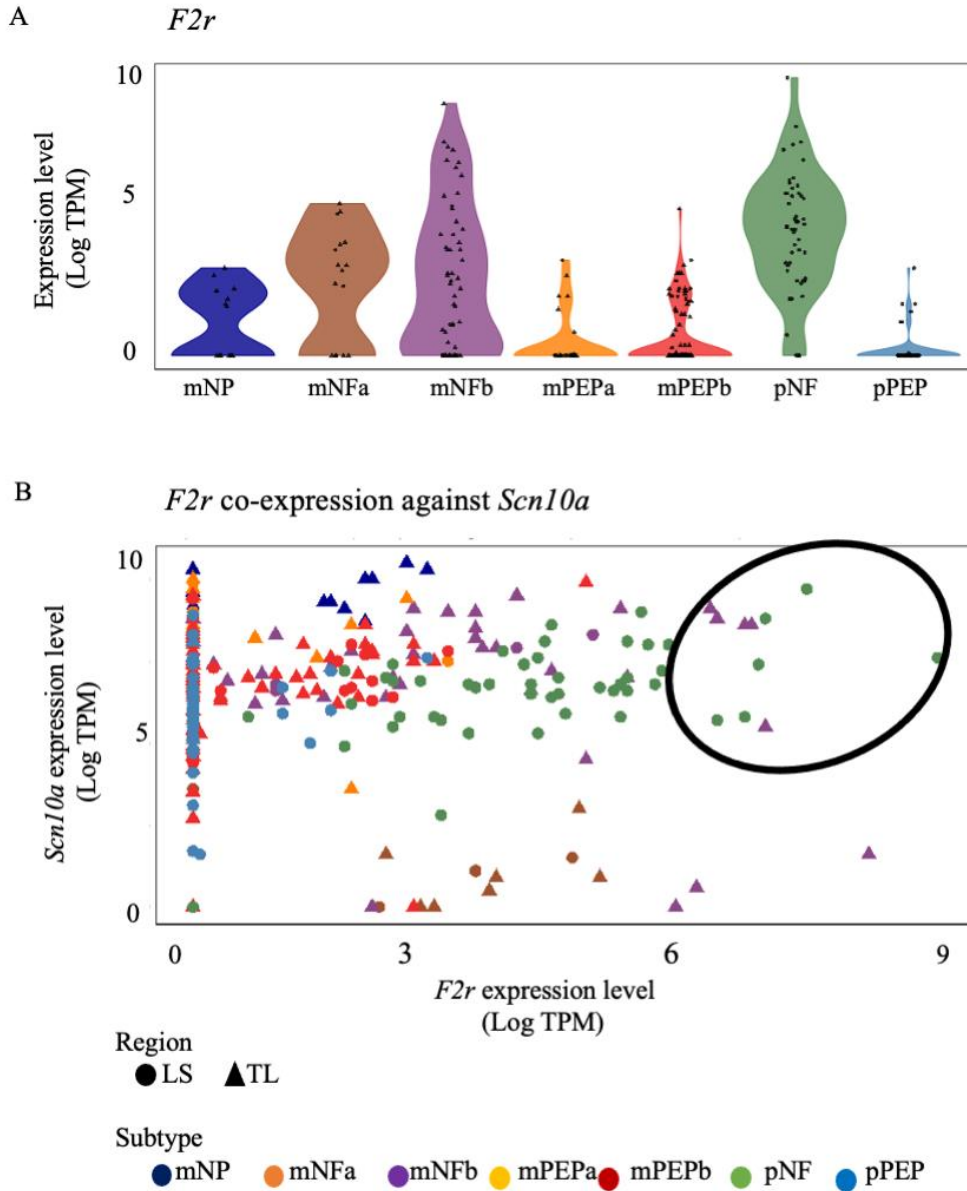 A
F2r
10
5
0
Expression level
(Log TPM)
mNP mNFa mNFb mPEPa mPEPb pNF pPEP
B
F2r co-expression against Scn10a
10
5
0
Scn10a expression level
(Log TPM)
0 3 6 9
F2r expression level
(Log TPM)
Region
LS TL
Subtype
mNP mNFa mNFb mPEPa mPEPb pNF pPEP